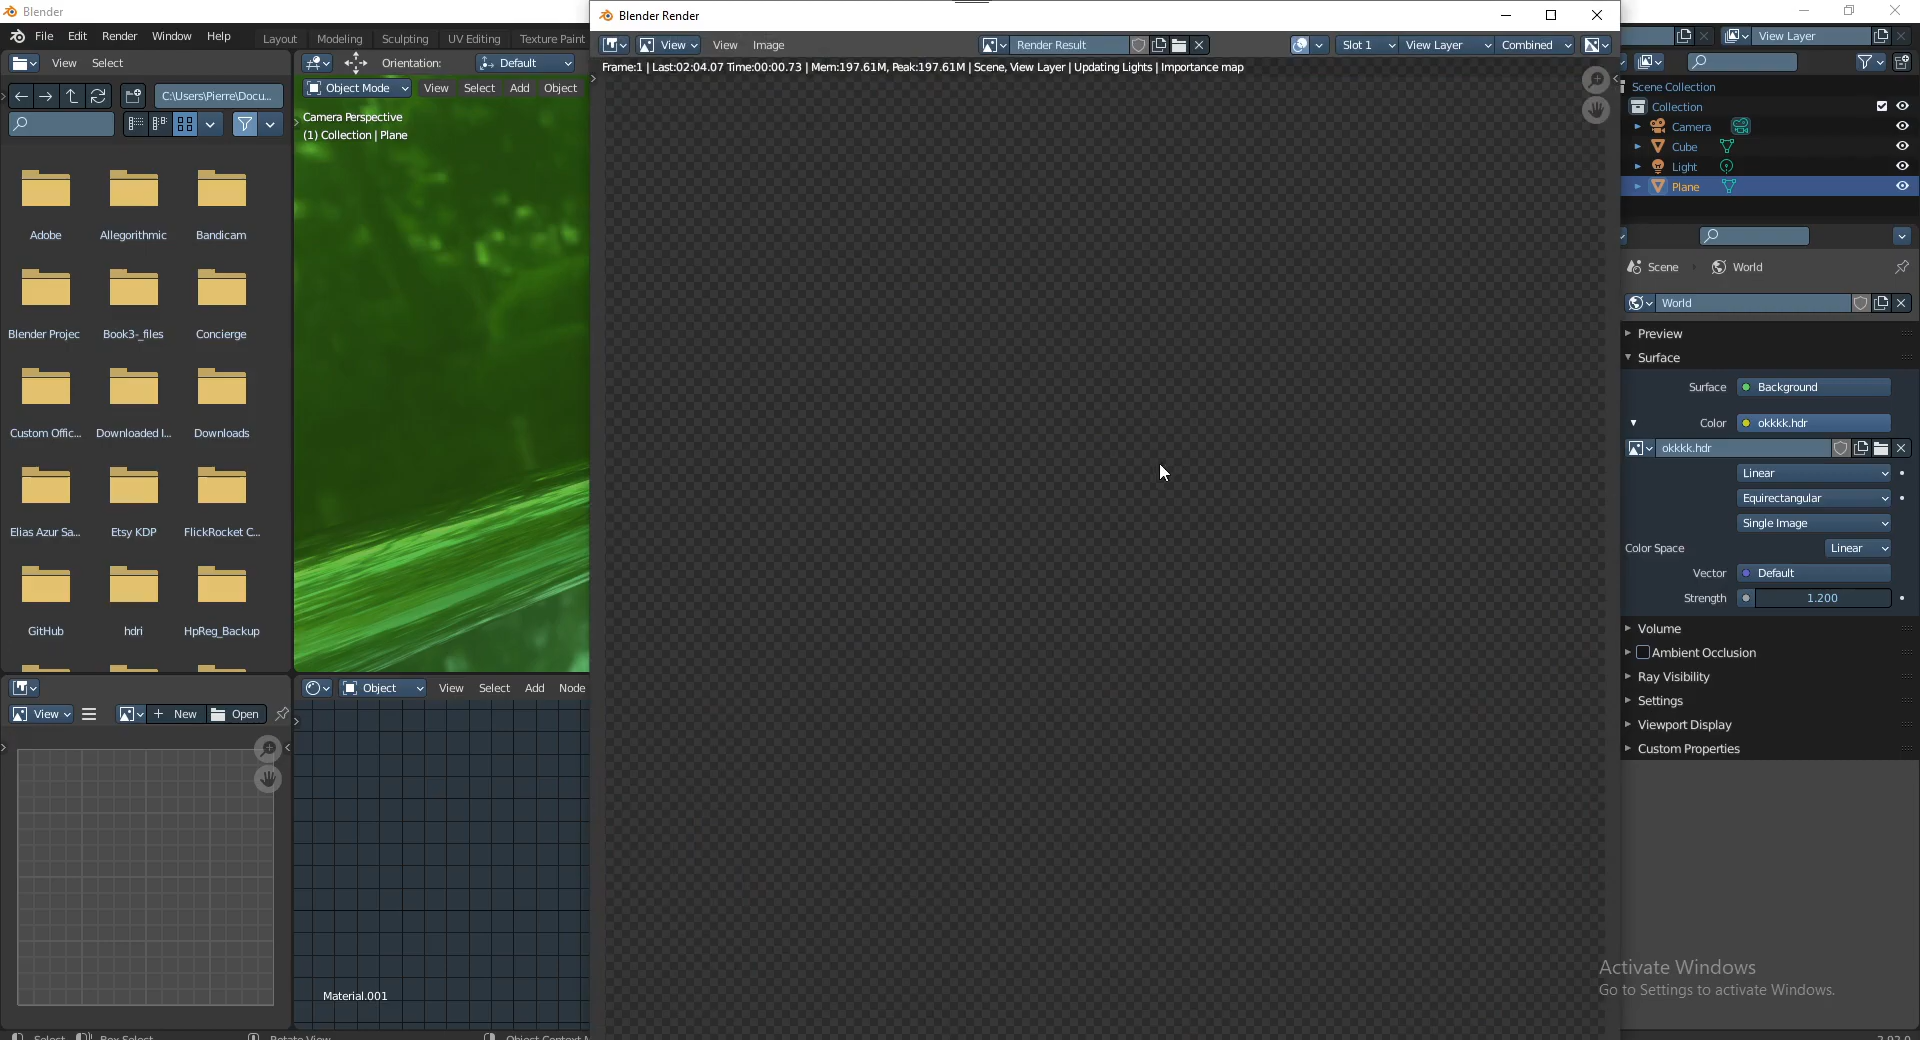 Blender
File Edit Render Window Help Layout Modeling Sculpting UV Editing Texture Paint
View Select
C:\Users\Pierre\Docu...
Adobe Allegorithmic Bandicam
Blender Projec Book3-_files Concierge
Custom Offic... Downloaded I... Downloads
Elias Azur Sa... Etsy KDP FlickRocket C...
GitHub hdri HpReg_Backup
View New Open
Select Box Select Rotate View
Orientation: Default
Object Mode View Select Add Object
Camera Perspective
(1) Collection | Plane
Object View Select Add Node
Material.001
Blender Render
View View Image Render Result Slot 1 View Layer Combined
Frame:1 | Last:02:04.07 Time:00:00.73 | Mem:197.61M, Peak:197.61M | Scene, View Layer | Updating Lights | Importance map
View Layer
Scene Collection
Collection
Camera
Cube
Light
Plane
Scene World
World
Preview
Surface
Surface Background
Color okkkk.hdr
okkkk.hdr
Linear
Equirectangular
Single Image
Color Space Linear
Vector Default
Strength 1.200
Volume
Ambient Occlusion
Ray Visibility
Settings
Viewport Display
Custom Properties
Activate Windows
Go to Settings to activate Windows.